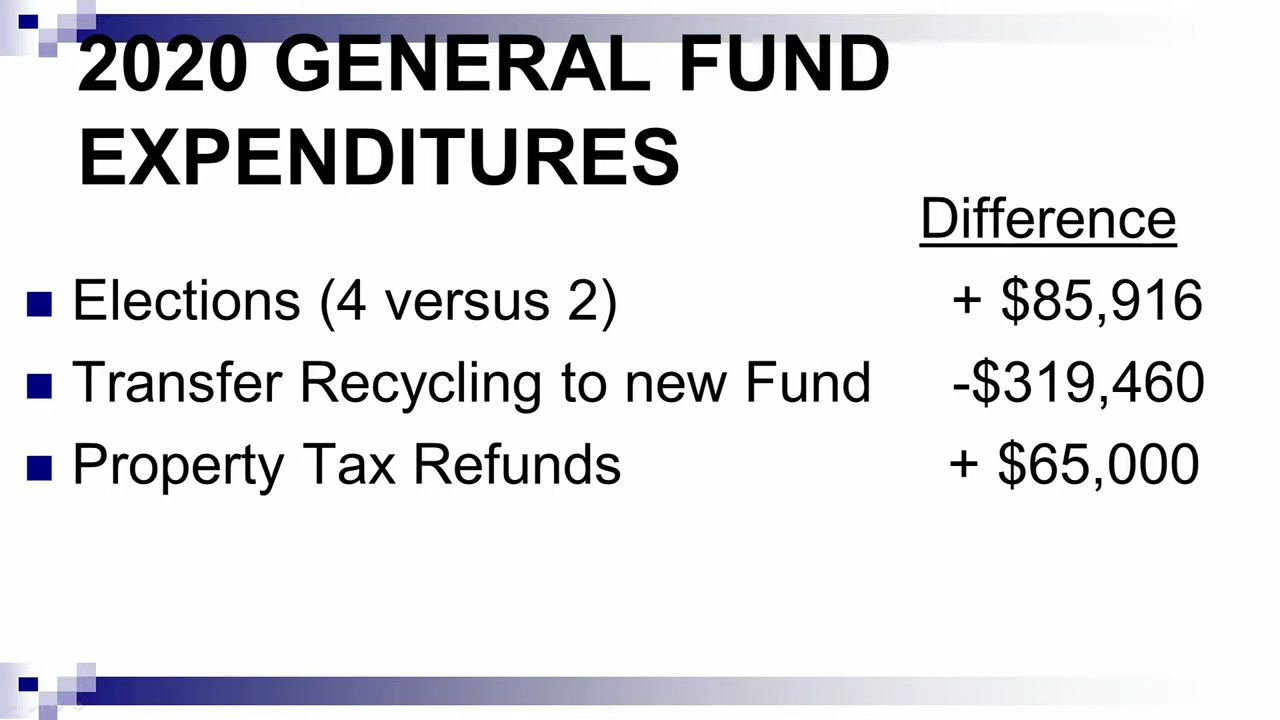 2020 GENERAL FUND
EXPENDITURES
Difference
Elections (4 versus 2) + $85,916
Transfer Recycling to new Fund -$319,460
Property Tax Refunds + $65,000